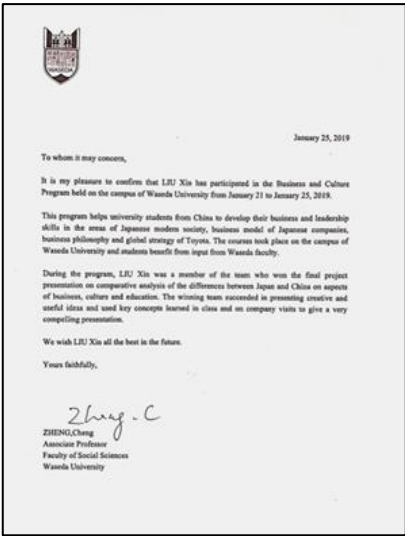 WASEDA
January 25, 2019
To whom it may concern,
It is my pleasure to confirm that LIU Xin has participated in the Business and Culture
Program held on the campus of Waseda University from January 21 to January 25, 2019.
This program helps university students from China to develop their business and leadership
skills in the areas of Japanese modern society, business model of Japanese companies,
business philosophy and global strategy of Toyota. The courses took place on the campus of
Waseda University and students benefit from input from Waseda faculty.
During the program, LIU Xin was a member of the team who won the final project
presentation on comparative analysis of the differences between Japan and China on aspects
of business, culture and education. The winning team succeeded in presenting creative and
useful ideas and used key concepts learned in class and on company visits to give a very
compelling presentation.
We wish LIU Xin all the best in the future.
Yours faithfully,
Zheng . C
ZHENG,Cheng
Associate Professor
Faculty of Social Sciences
Waseda University